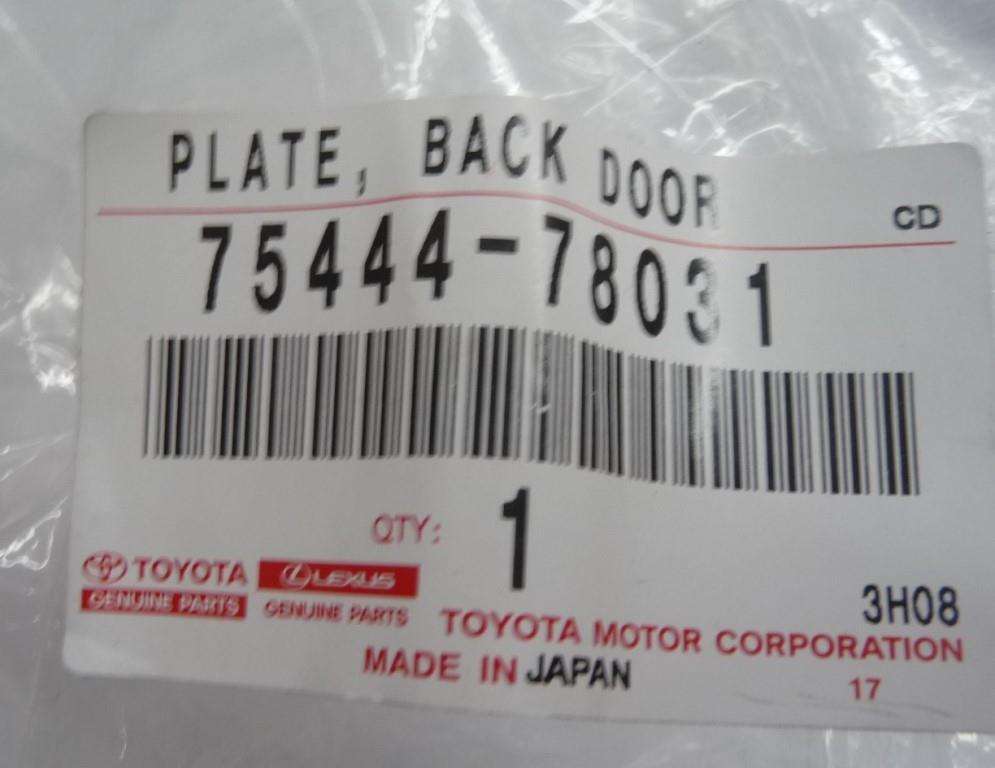 PLATE, BACK DOOR
CD
75444-78031
QTY: 1
TOYOTA
GENUINE PARTS
LEXUS
GENUINE PARTS
3H08
TOYOTA MOTOR CORPORATION
MADE IN JAPAN
17